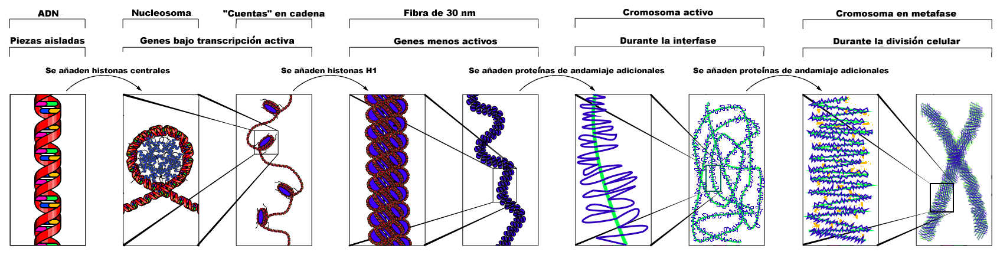 ADN
Nucleosoma
"Cuentas" en cadena
Fibra de 30 nm
Cromosoma activo
Cromosoma en metafase
Piezas aisladas
Genes bajo transcripción activa
Genes menos activos
Durante la interfase
Durante la división celular
Se añaden histonas centrales
Se añaden histonas H1
Se añaden proteínas de andamiaje adicionales
Se añaden proteínas de andamiaje adicionales